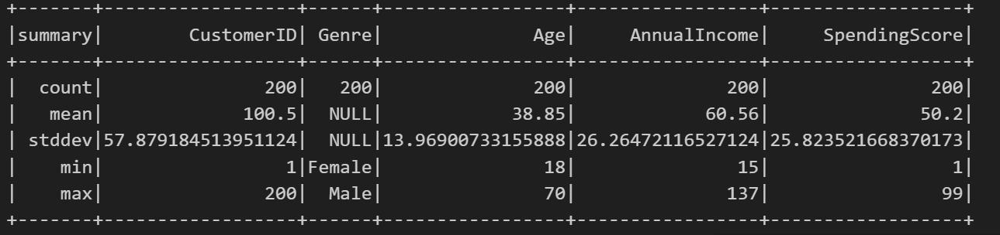 +-------+------------------+------+-----------------+-----------------+------------------+
|summary|        CustomerID| Genre|              Age|     AnnualIncome|     SpendingScore|
+-------+------------------+------+-----------------+-----------------+------------------+
|  count|               200|   200|              200|              200|               200|
|   mean|             100.5|  NULL|            38.85|            60.56|              50.2|
| stddev|57.879184513951124|  NULL|13.96900733155888|26.26472116527124|25.823521668370173|
|    min|                 1|Female|               18|               15|                 1|
|    max|               200|  Male|               70|              137|                99|
+-------+------------------+------+-----------------+-----------------+------------------+